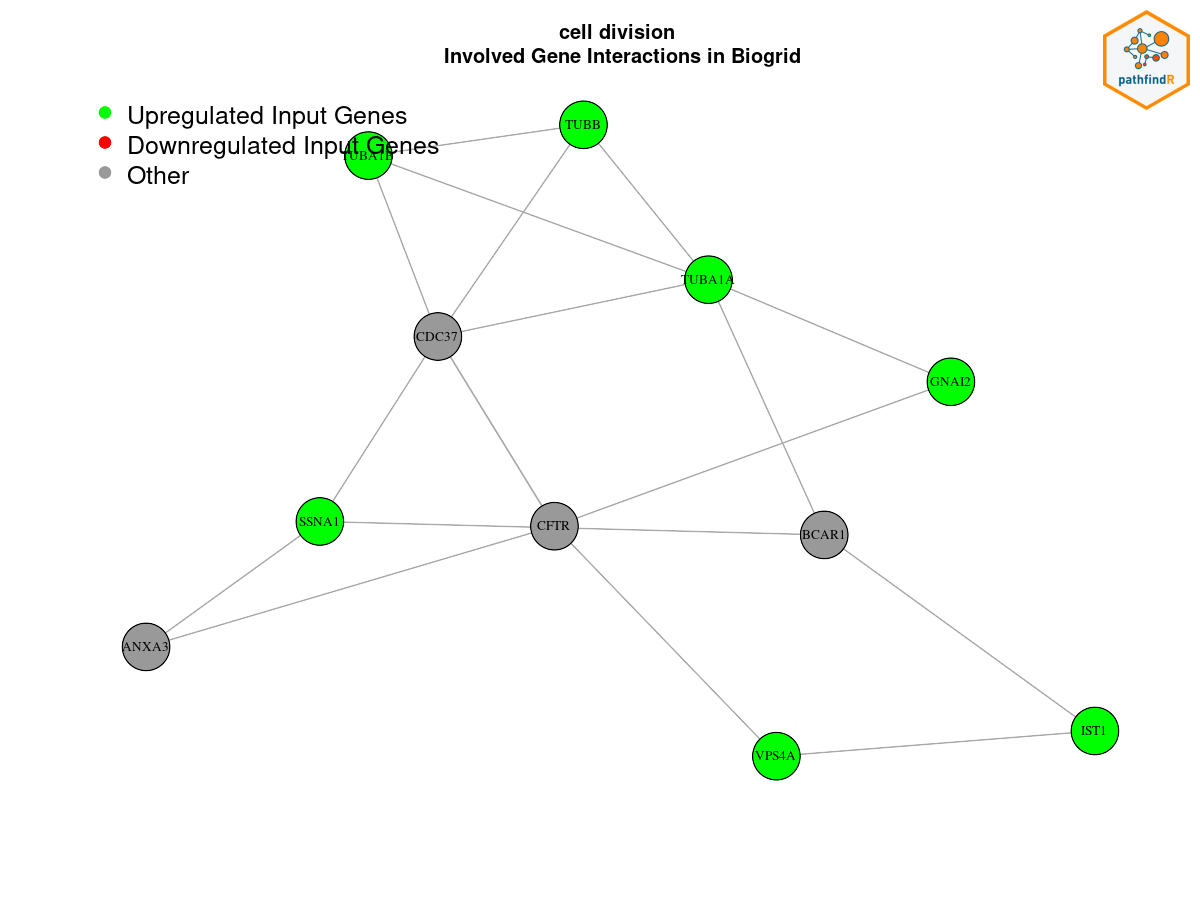 cell division
Involved Gene Interactions in Biogrid
pathfindR
Upregulated Input Genes
Downregulated Input Genes
Other
TUBB
TUBA1B
TUBA1A
CDC37
GNAI2
SSNA1
CFTR
BCAR1
ANXA3
IST1
VPS4A